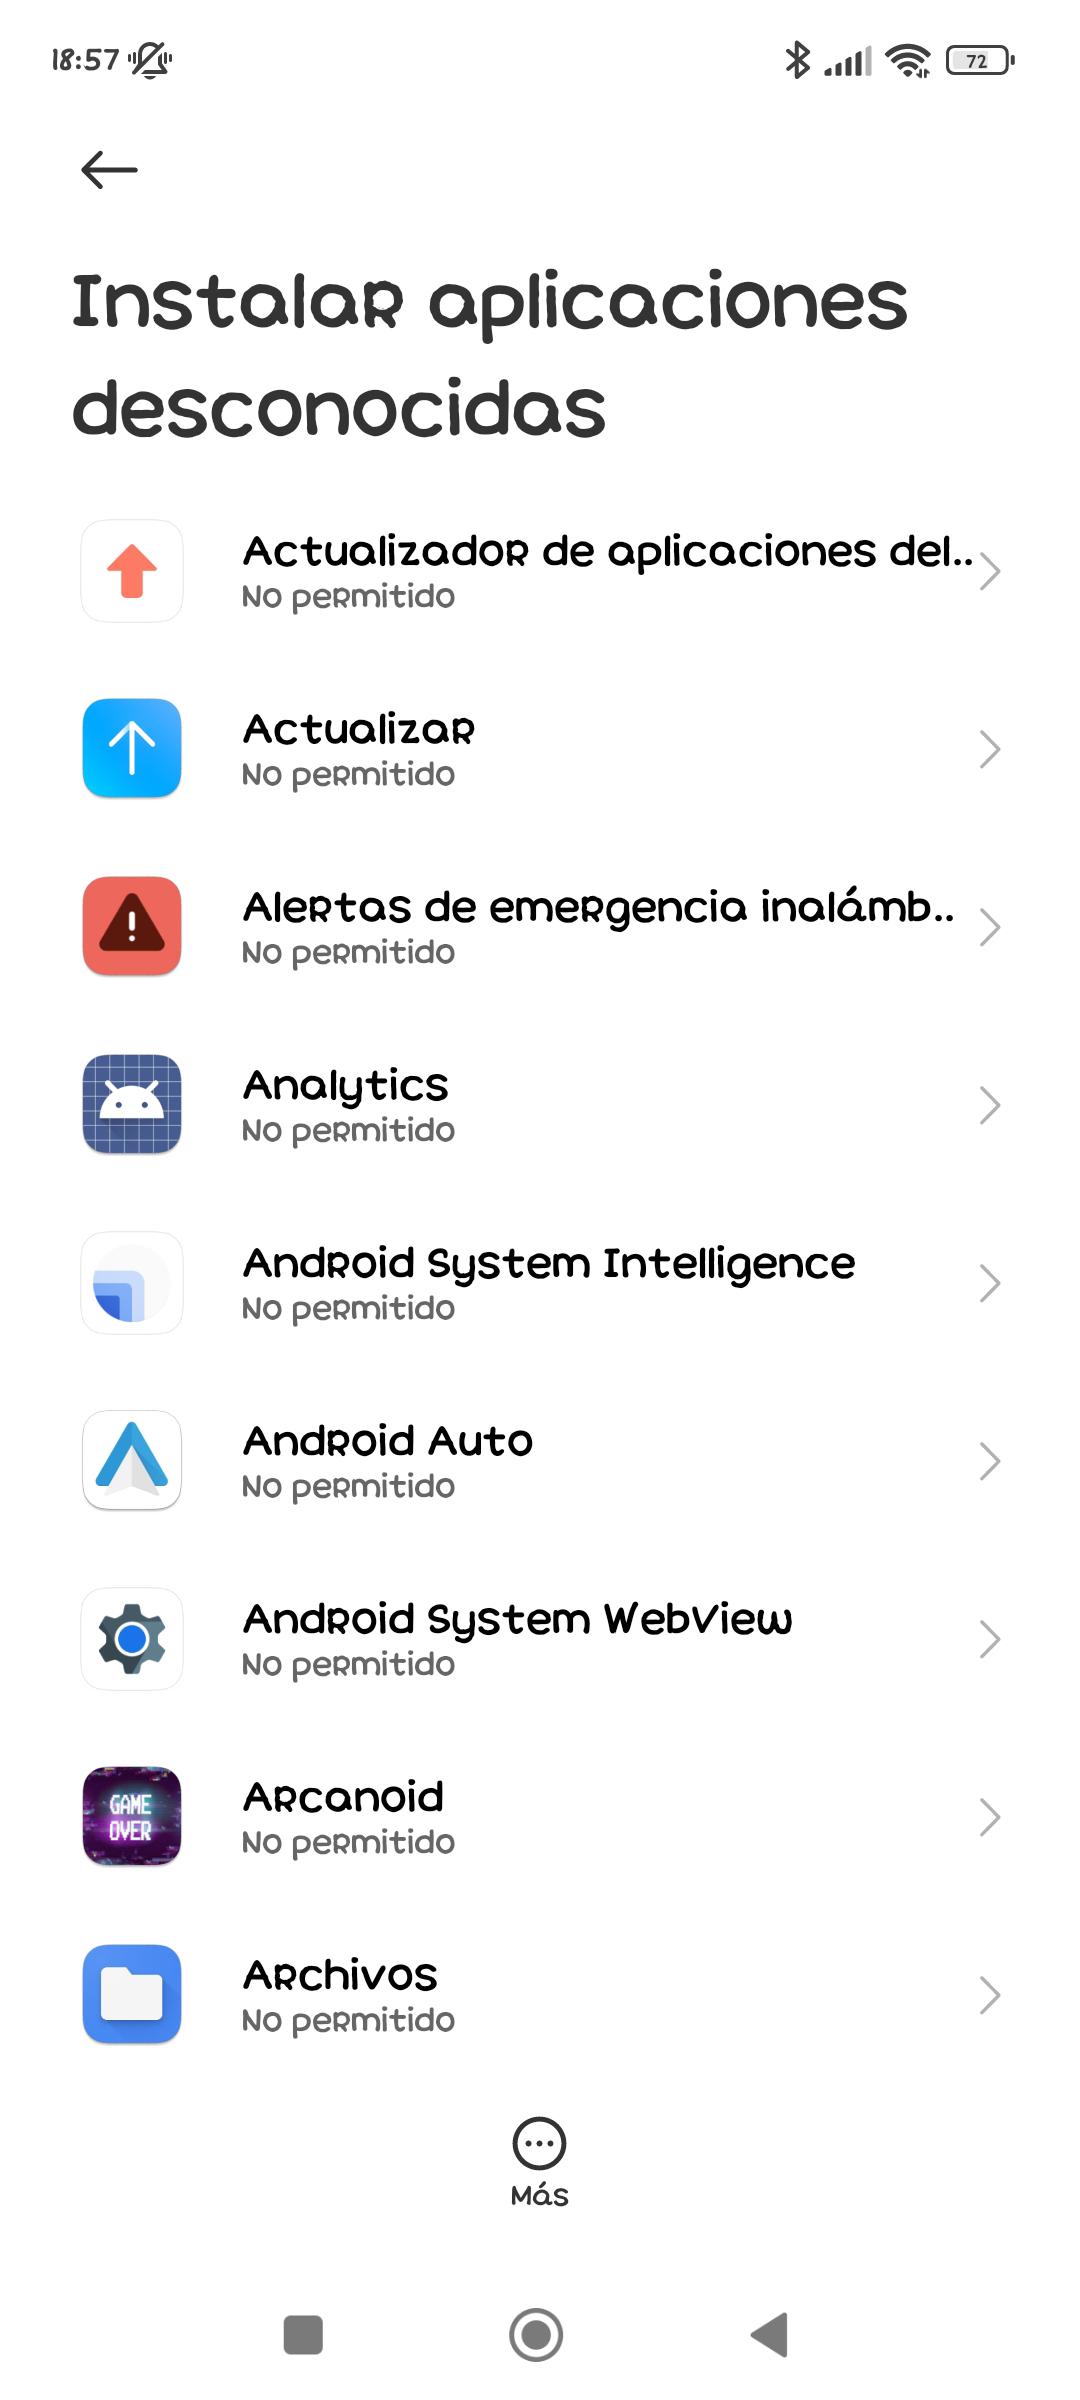 18:57
72
Instalar aplicaciones
desconocidas
Actualizador de aplicaciones del..
No permitido
Actualizar
No permitido
Alertas de emergencia inalámb..
No permitido
Analytics
No permitido
Android System Intelligence
No permitido
Android Auto
No permitido
Android System WebView
No permitido
GAME
OVER
Arcanoid
No permitido
Archivos
No permitido
Más